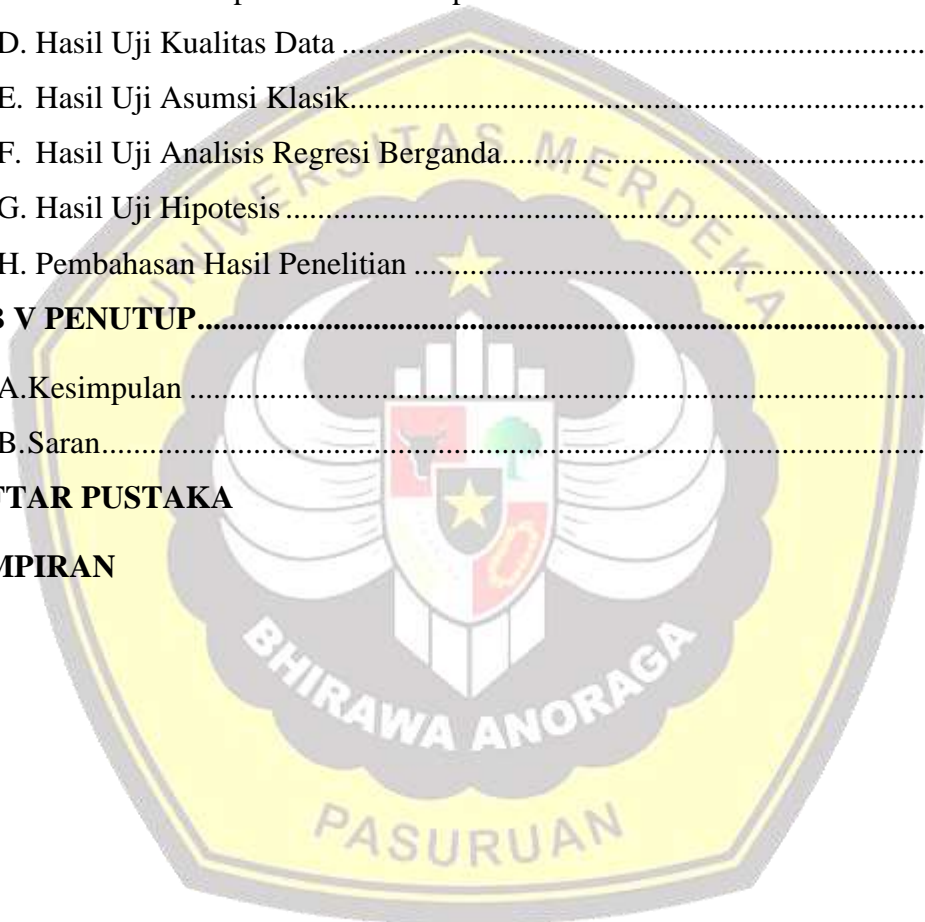 D. Hasil Uji Kualitas Data ....................................................................
E. Hasil Uji Asumsi Klasik....................................................................
F. Hasil Uji Analisis Regresi Berganda..................................................
G. Hasil Uji Hipotesis ...........................................................................
H. Pembahasan Hasil Penelitian ...........................................................
B V PENUTUP........................................................................................
A.Kesimpulan ........................................................................................
B.Saran...................................................................................................
TAR PUSTAKA
MPIRAN
UNIVERSITAS MERDEKA
BHIRAWA ANORAGA
PASURUAN